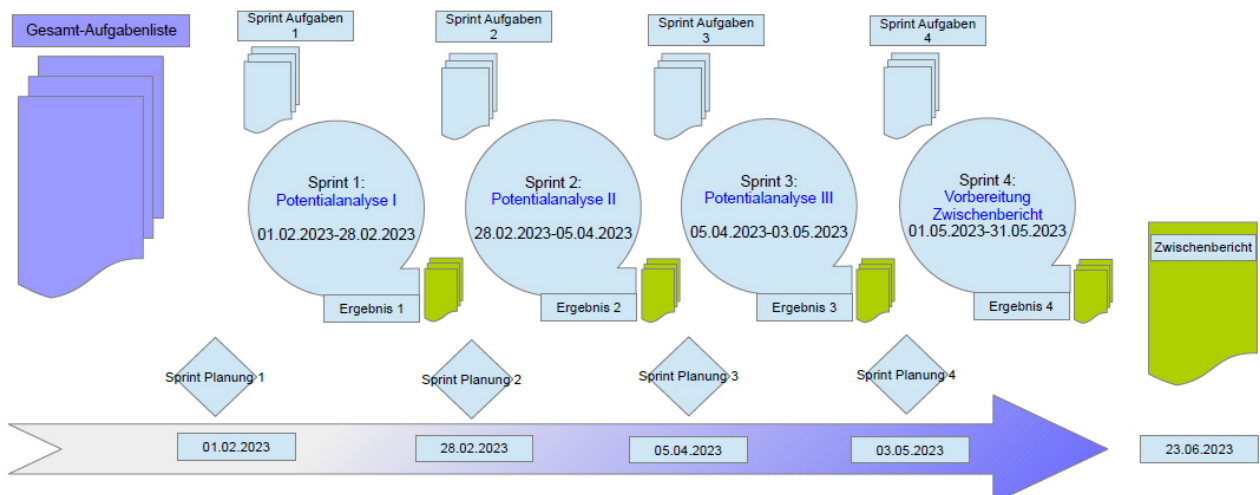 Gesamt-Aufgabenliste
Sprint Aufgaben
1
Sprint Aufgaben
2
Sprint Aufgaben
3
Sprint Aufgaben
4
Sprint 1:
Potentialanalyse I
01.02.2023-28.02.2023
Ergebnis 1
Sprint 2:
Potentialanalyse II
28.02.2023-05.04.2023
Ergebnis 2
Sprint 3:
Potentialanalyse III
05.04.2023-03.05.2023
Ergebnis 3
Sprint 4:
Vorbereitung
Zwischenbericht
01.05.2023-31.05.2023
Ergebnis 4
Zwischenbericht
Sprint Planung 1
Sprint Planung 2
Sprint Planung 3
Sprint Planung 4
01.02.2023
28.02.2023
05.04.2023
03.05.2023
23.06.2023